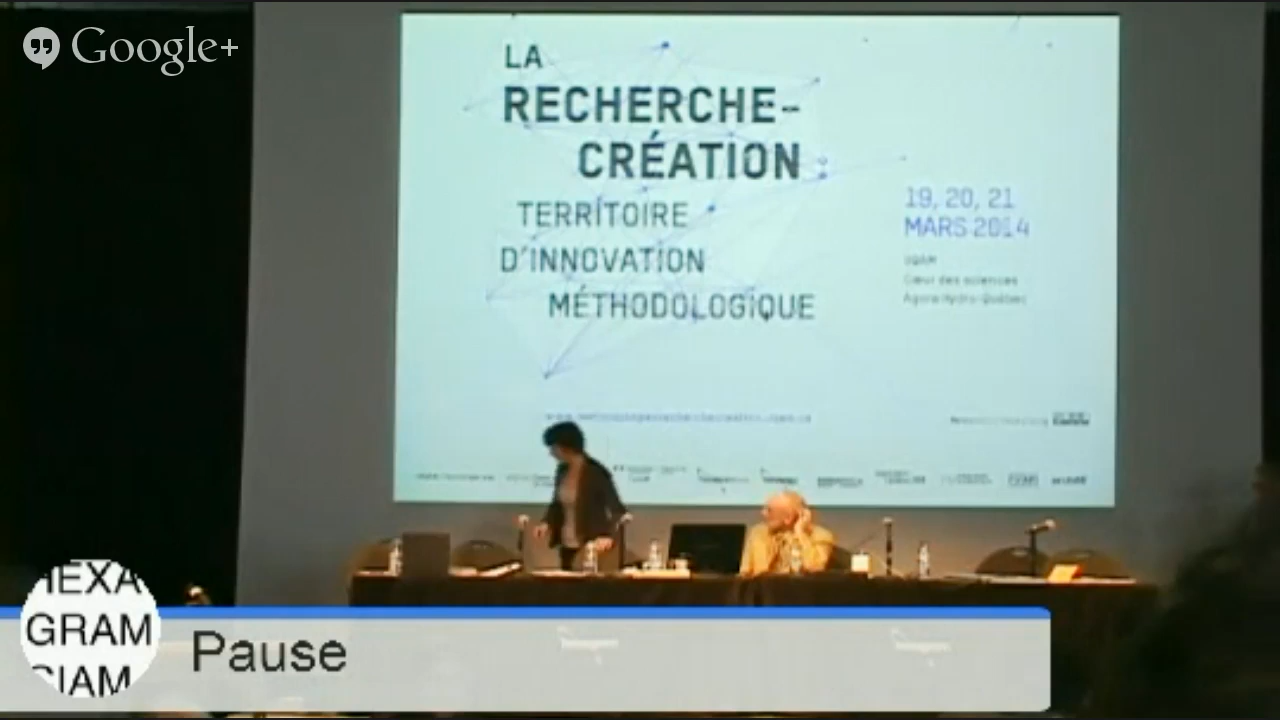 Google+
LA
RECHERCHE-
CRÉATION :
TERRITOIRE
D'INNOVATION
MÉTHODOLOGIQUE
19, 20, 21
MARS 2014
UQAM
Cœur des sciences
Agora Hydro-Québec
HEXA
GRAM
CIAM
Pause